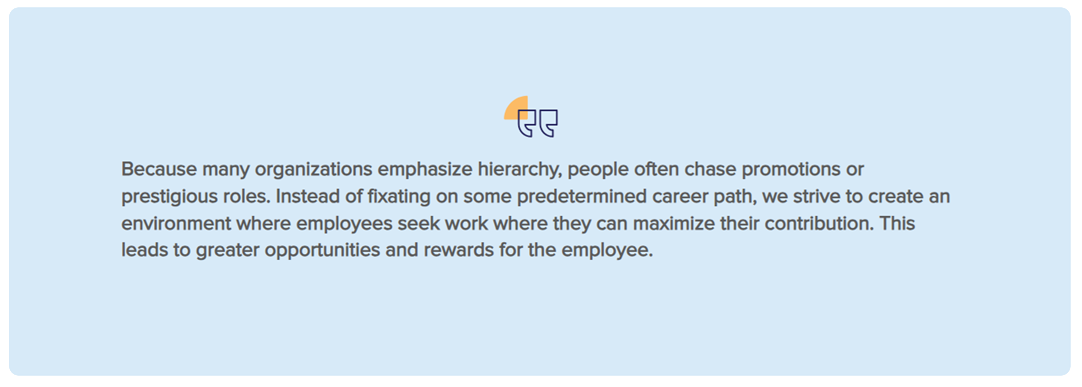 Because many organizations emphasize hierarchy, people often chase promotions or
prestigious roles. Instead of fixating on some predetermined career path, we strive to create an
environment where employees seek work where they can maximize their contribution. This
leads to greater opportunities and rewards for the employee.